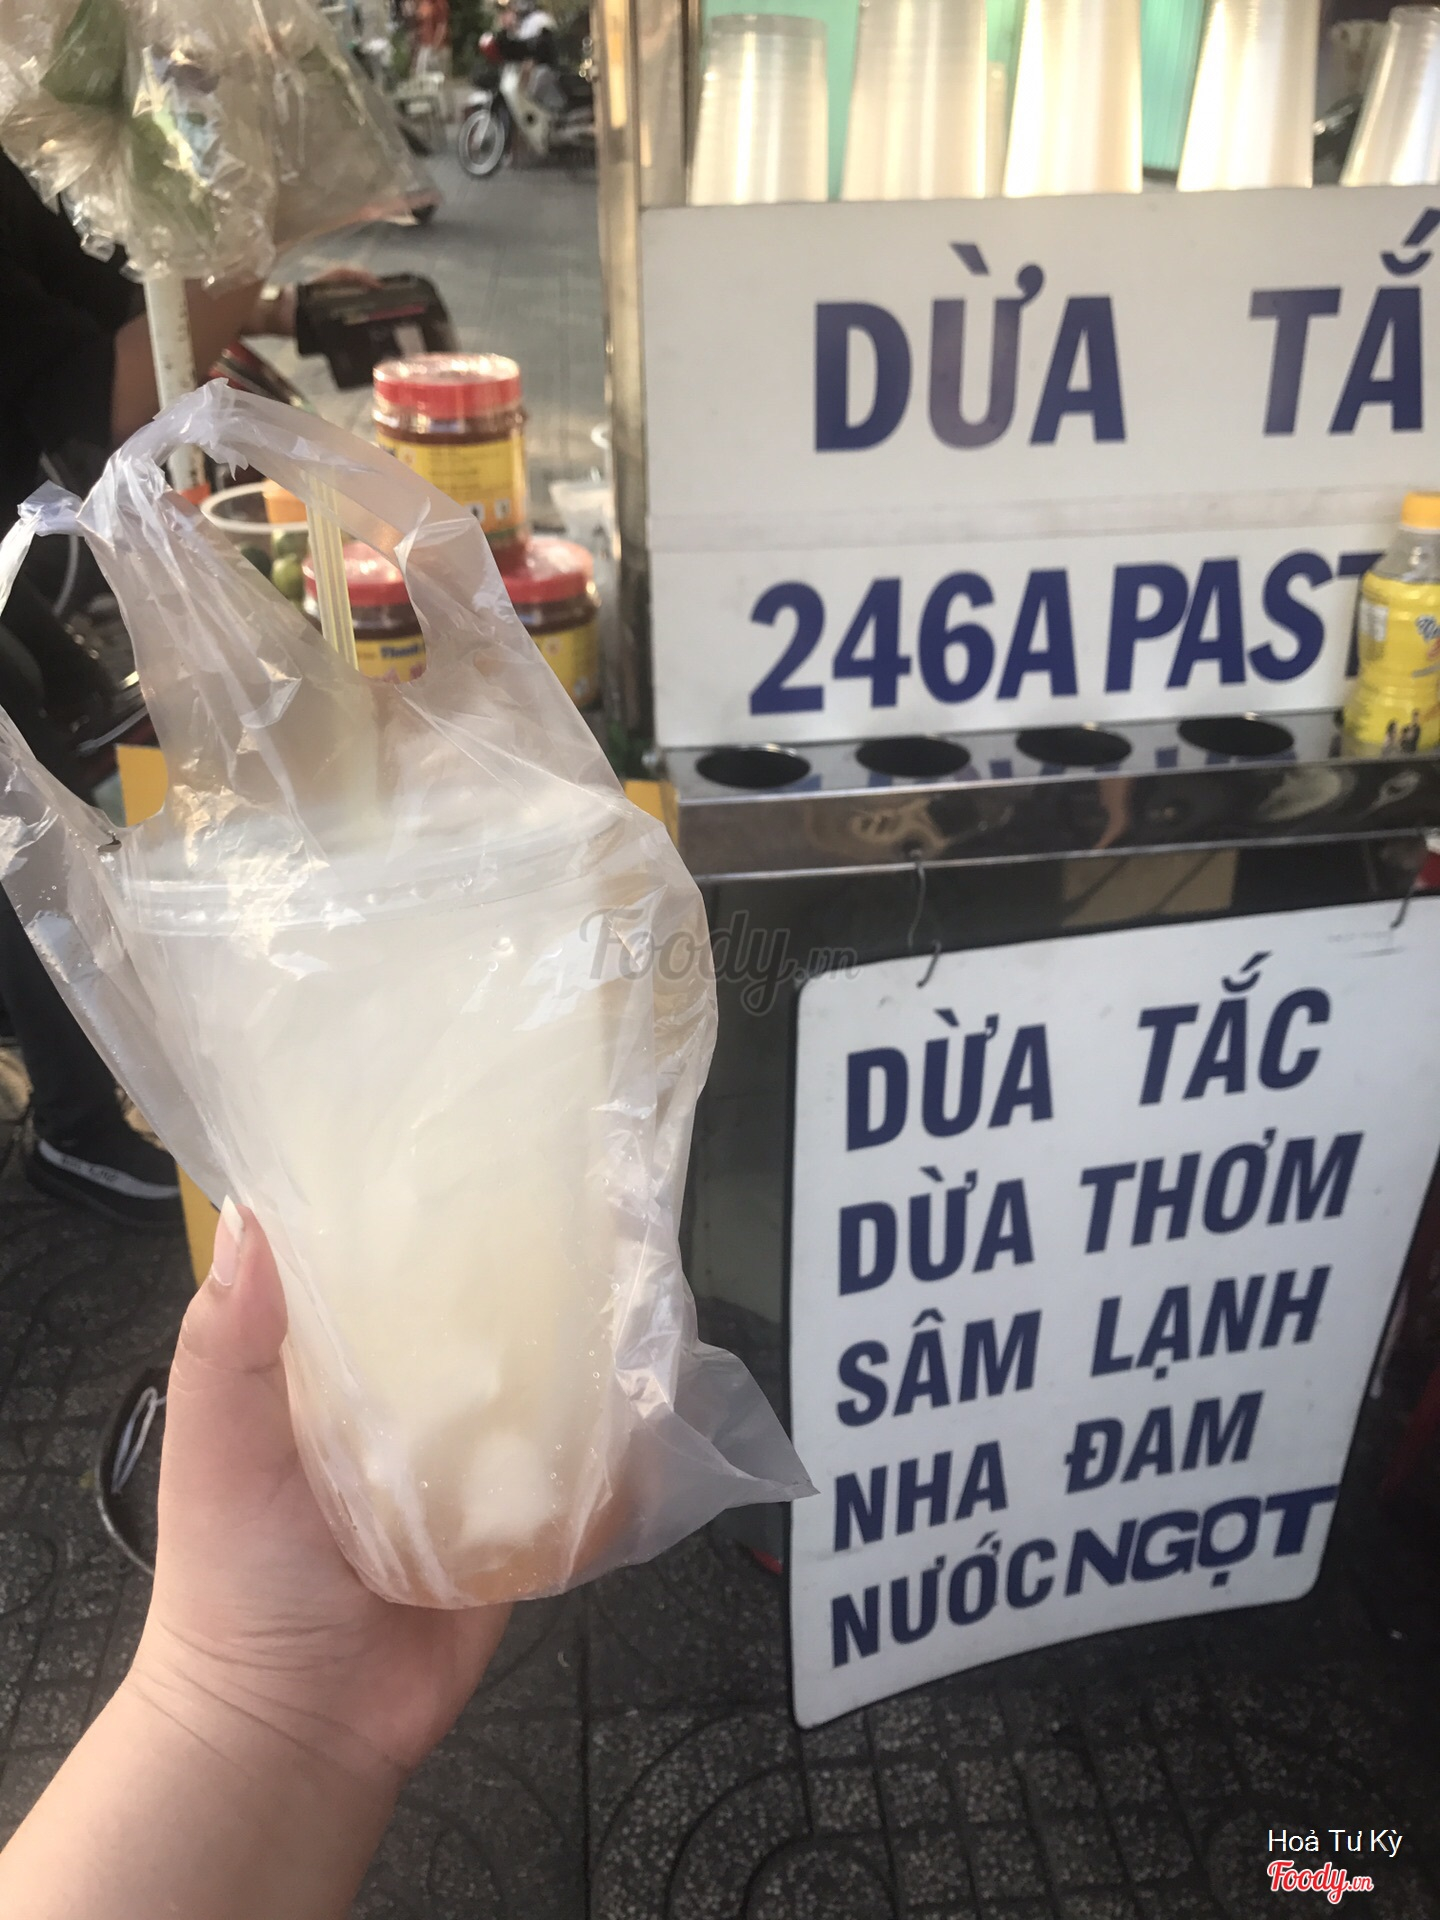 DỪA TẮ
246A PAST
DỪA TẮC
DỪA THƠM
SÂM LẠNH
NHA ĐAM
NƯỚC NGỌT
Foody.vn
Hoả Tư Kỳ
Foody.vn